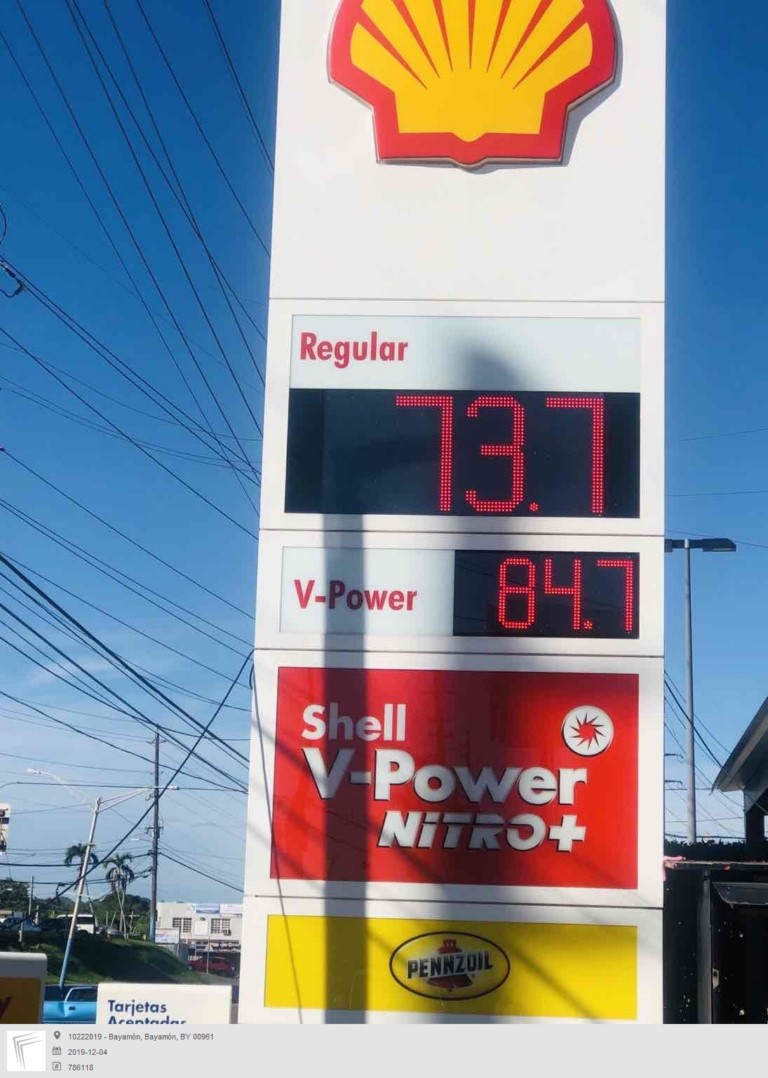 Regular
73.7
V-Power
84.7
Shell
V-Power
NiTRO+
PENNZOIL
Tarjetas
Aceptadas
10222019 - Bayamón, Bayamón, BY 00961
2019-12-04
786118